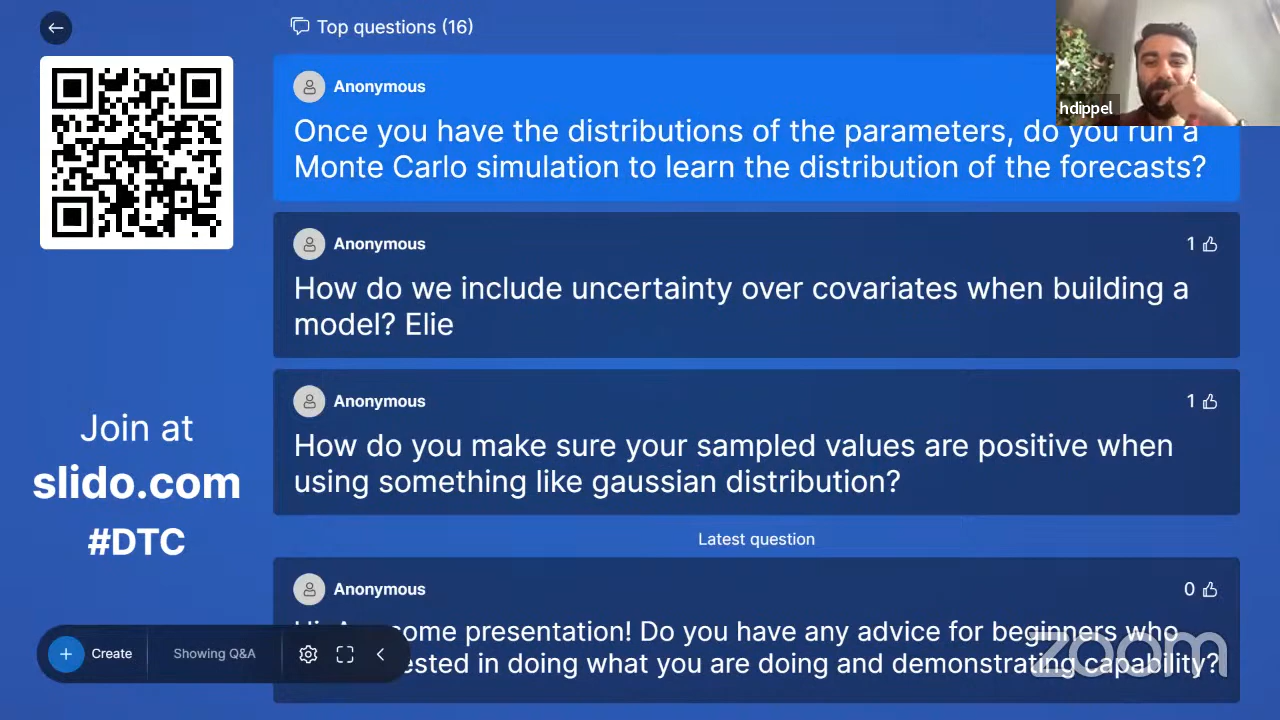 Top questions (16)
hdippel
Anonymous
Once you have the distributions of the parameters, do you run a
Monte Carlo simulation to learn the distribution of the forecasts?
Anonymous
1
How do we include uncertainty over covariates when building a
model? Elie
Anonymous
1
How do you make sure your sampled values are positive when
using something like gaussian distribution?
Join at
slido.com
#DTC
Latest question
Anonymous
0
presentation! Do you have any advice for beginners who
in doing what you are doing and demonstrating capability?
Create
Showing Q&A
zoom